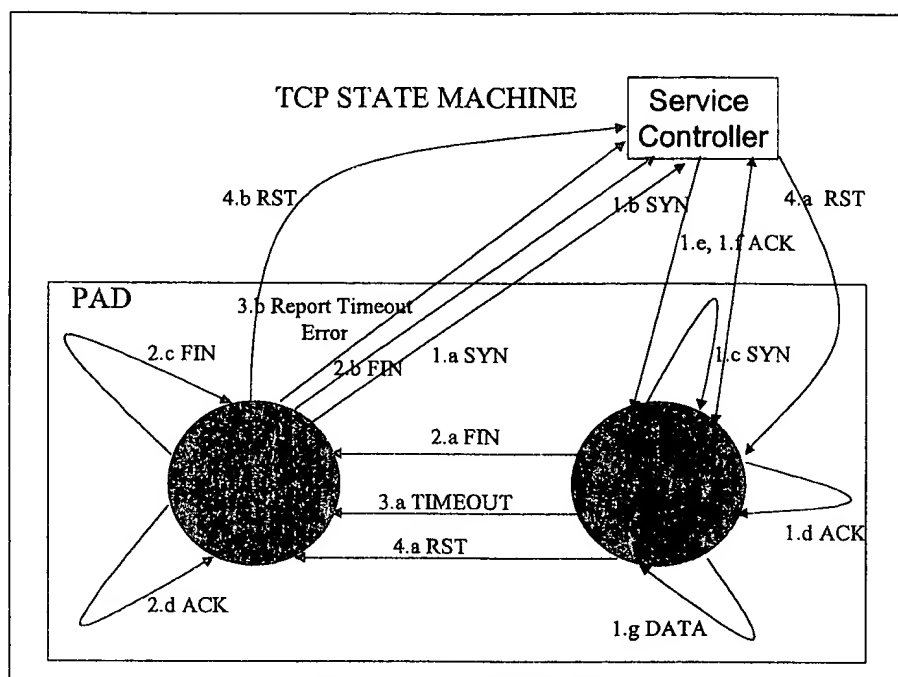 TCP STATE MACHINE
Service
Controller
4.b RST
1.b SYN
4.a RST
1.e, 1.f ACK
PAD
3.b Report Timeout
Error
2.c FIN
2.b FIN
1.a SYN
1.c SYN
2.a FIN
3.a TIMEOUT
1.d ACK
4.a RST
2.d ACK
1.g DATA